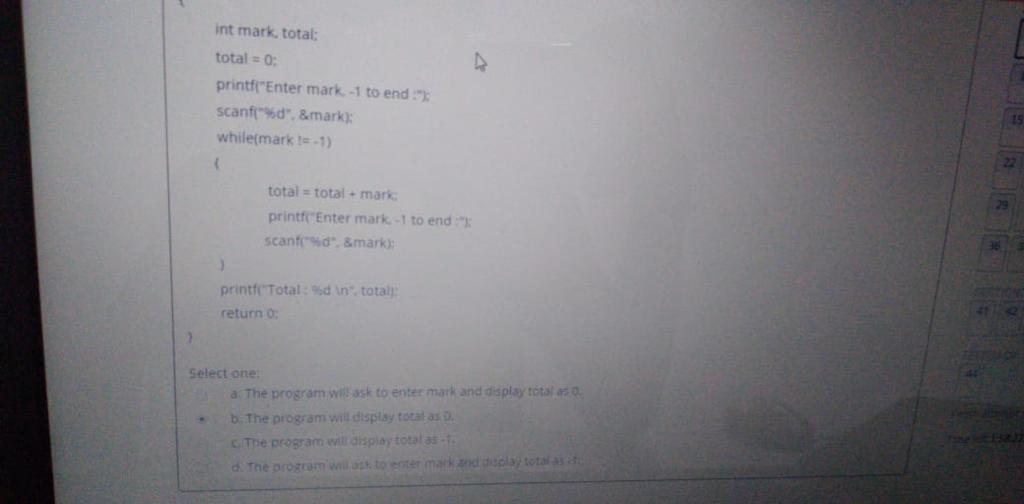 {
int mark, total;
total = 0;
printf("Enter mark, -1 to end :");
scanf("%d", &mark);
while(mark != -1)
{
total = total + mark;
printf("Enter mark, -1 to end :");
scanf("%d", &mark);
}
printf("Total : %d \n", total);
return 0;
}
Select one:
a. The program will ask to enter mark and display total as 0.
b. The program will display total as 0.
c. The program will display total as -1.
d. The program will ask to enter mark and display total as -1.
15
22
29
36
41 42
44